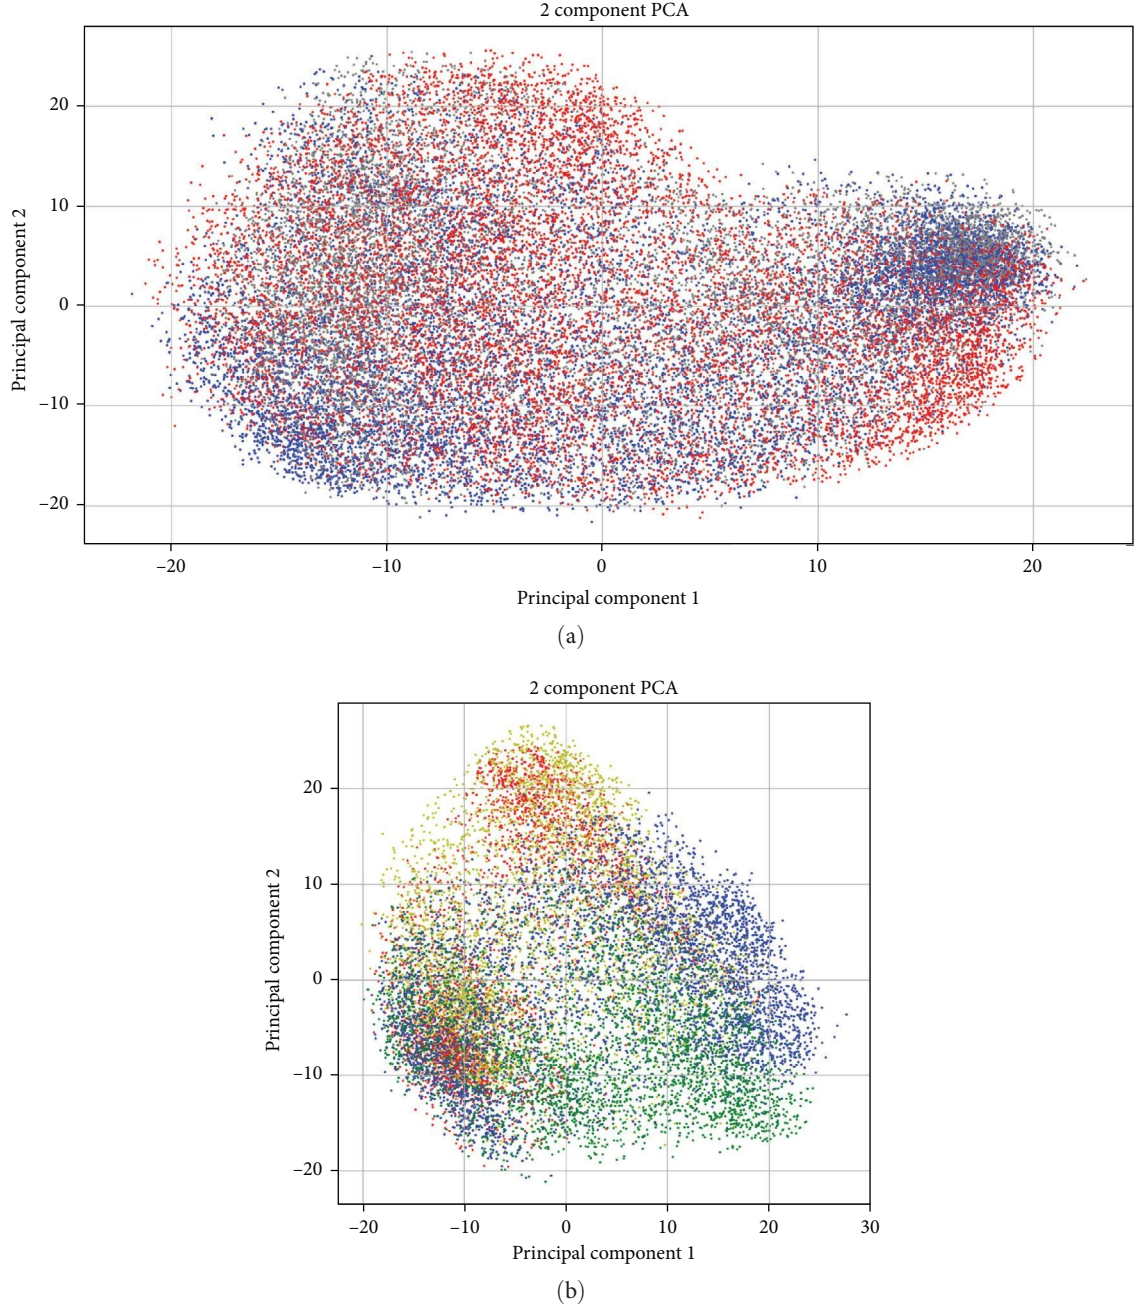 2 component PCA
Principal component 2
20
10
0
–10
–20
–20 –10 0 10 20
Principal component 1
(a)
2 component PCA
Principal component 2
20
10
0
–10
–20
–20 –10 0 10 20 30
Principal component 1
(b)